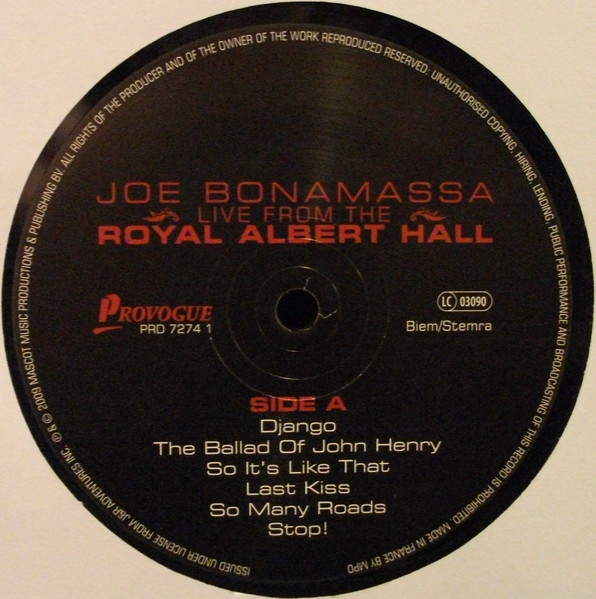 JOE BONAMASSA
LIVE FROM THE
ROYAL ALBERT HALL
PROVOGUE
PRD 7274 1
LC 03090
Biem/Stemra
SIDE A
Django
The Ballad Of John Henry
So It's Like That
Last Kiss
So Many Roads
Stop!
ISSUED UNDER LICENSE FROM J&R ADVENTURES INC. ℗ & © 2009 MASCOT MUSIC PRODUCTIONS & PUBLISHING BV. ALL RIGHTS OF THE PRODUCER AND OF THE OWNER OF THE WORK REPRODUCED RESERVED. UNAUTHORISED COPYING, HIRING, LENDING, PUBLIC PERFORMANCE AND BROADCASTING OF THIS RECORD IS PROHIBITED. MADE IN FRANCE BY MPO